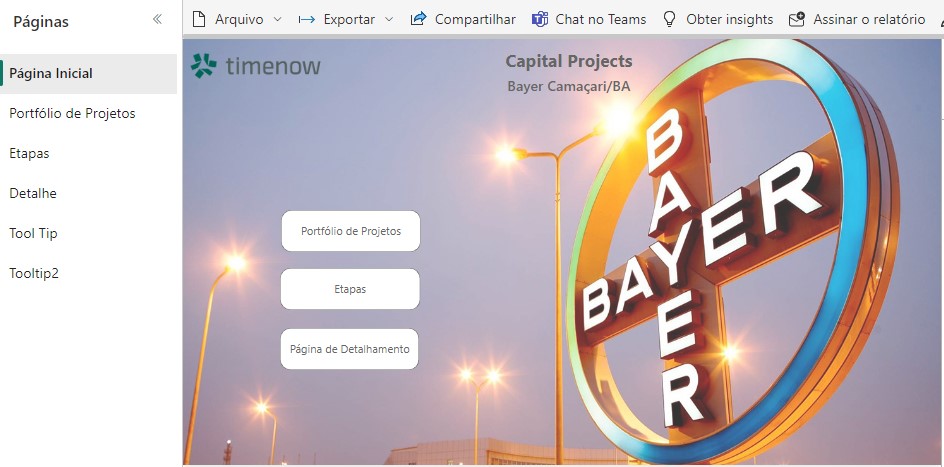 Páginas
Página Inicial
Portfólio de Projetos
Etapas
Detalhe
Tool Tip
Tooltip2
Arquivo Exportar Compartilhar Chat no Teams Obter insights Assinar o relatório
timenow
Capital Projects
Bayer Camaçari/BA
Portfólio de Projetos
Etapas
Página de Detalhamento
BAYER
BAYER